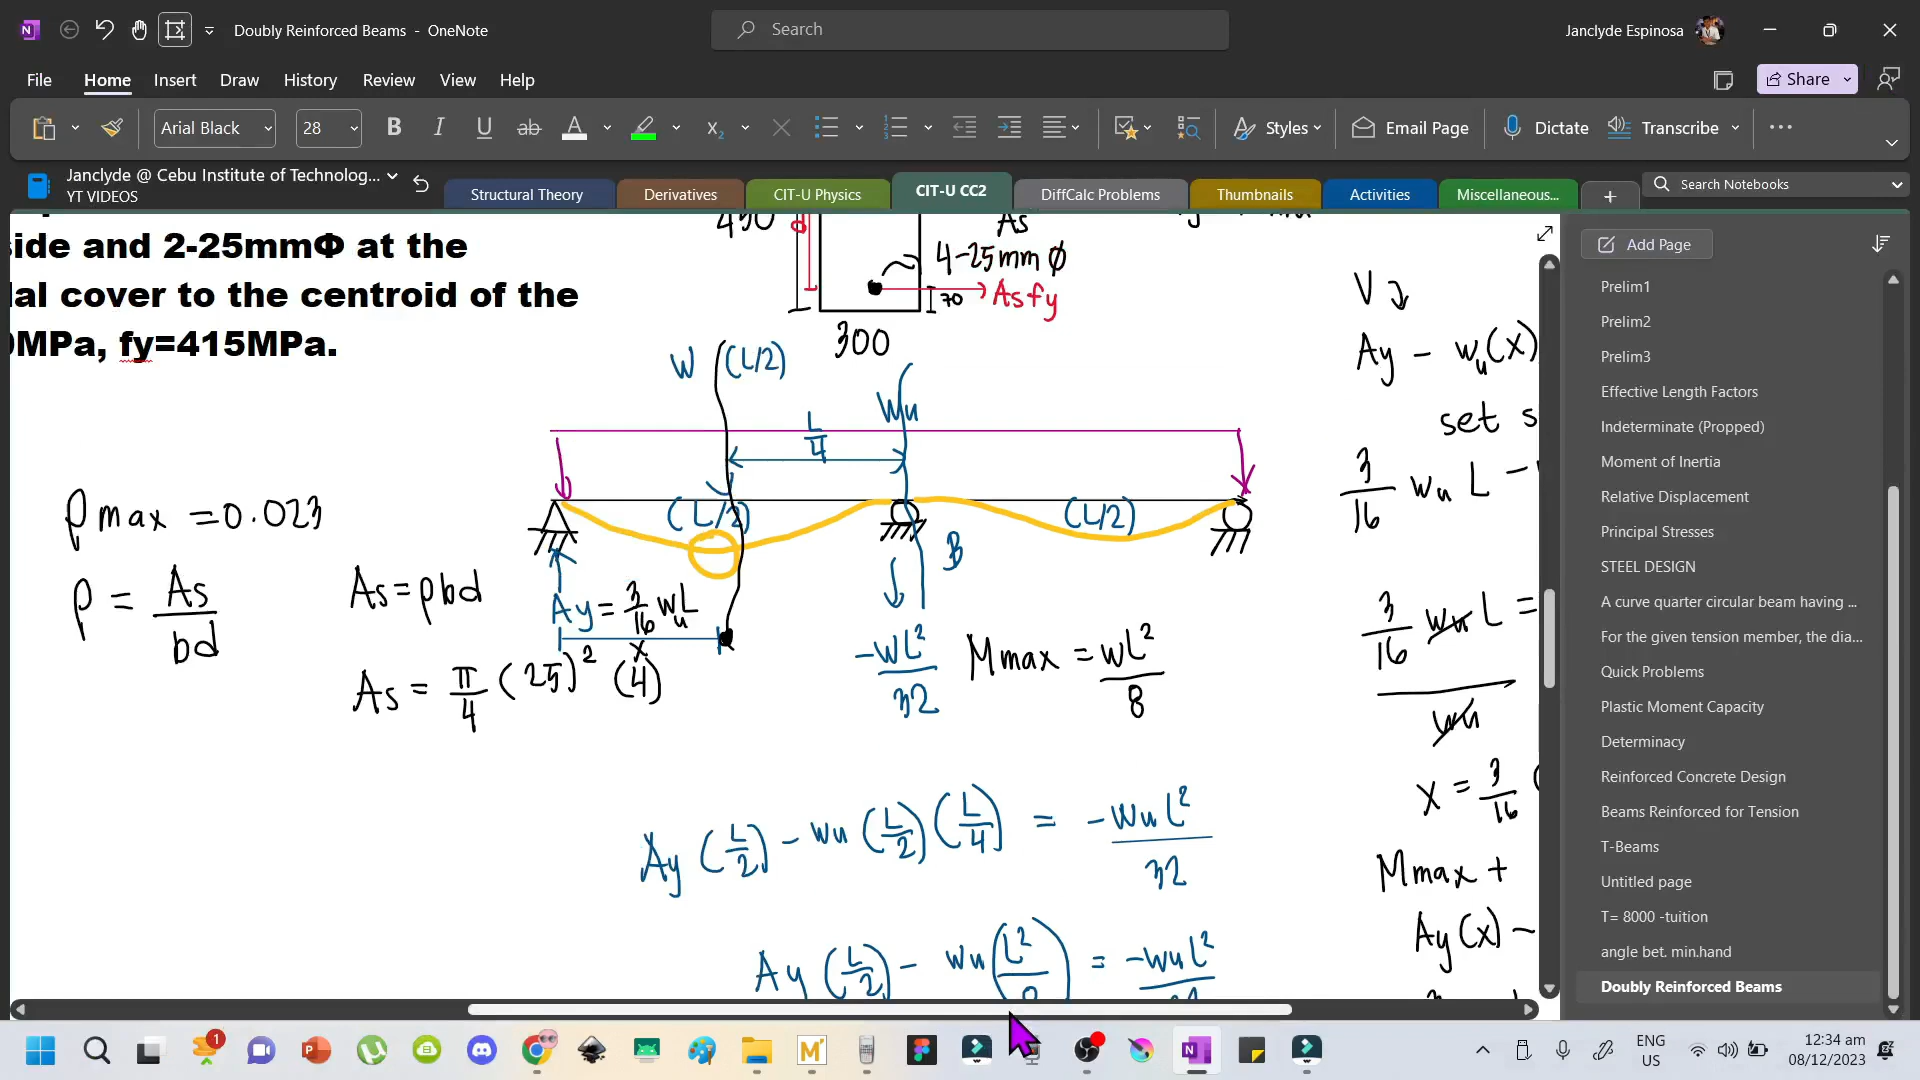 Doubly Reinforced Beams - OneNote
Search
Janclyde Espinosa
File Home Insert Draw History Review View Help
Share
Arial Black 28 B I U ab A X2
Styles Email Page Dictate Transcribe
Janclyde @ Cebu Institute of Technolog...
YT VIDEOS
Structural Theory Derivatives CIT-U Physics CIT-U CC2 DiffCalc Problems Thumbnails Activities Miscellaneous... +
Search Notebooks
side and 2-25mmΦ at the
al cover to the centroid of the
MPa, fy=415MPa.
450
d
As
4-25mm Ø
70
Asfy
300
W (L/2)
Wu
L/4
(L/2)
(L/2)
B
ρmax = 0.023
ρ = As/bd
As = ρbd
Ay = 3/16 wuL
x
As = π/4 (25)² (4)
-wL²/32
Mmax = wL²/8
Ay (L/2) - wu (L/2) (L/4) = -wuL²/32
Ay (L/2) - wu (L²/8) = -wuL²
V
Ay - wu(x)
set s
3/16 wu L -
3/16 wu L =
wu
x = 3/16
Mmax +
Ay(x) -
Add Page
Prelim1
Prelim2
Prelim3
Effective Length Factors
Indeterminate (Propped)
Moment of Inertia
Relative Displacement
Principal Stresses
STEEL DESIGN
A curve quarter circular beam having ...
For the given tension member, the dia...
Quick Problems
Plastic Moment Capacity
Determinacy
Reinforced Concrete Design
Beams Reinforced for Tension
T-Beams
Untitled page
T= 8000 -tuition
angle bet. min.hand
Doubly Reinforced Beams
1
ENG
US
12:34 am
08/12/2023